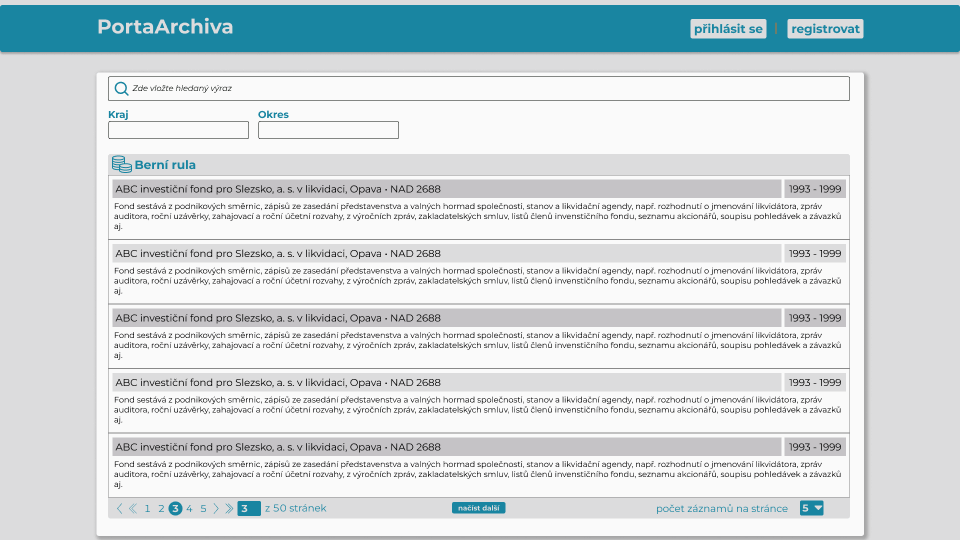 PortaArchiva
přihlásit se | registrovat
Zde vložte hledaný výraz
Kraj Okres
Berní rula
ABC investiční fond pro Slezsko, a. s. v likvidaci, Opava • NAD 2688 1993 - 1999
Fond sestává z podnikových směrnic, zápisů ze zasedání představenstva a valných hormad společnosti, stanov a likvidační agendy, např. rozhodnutí o jmenování likvidátora, zpráv
auditora, roční uzávěrky, zahajovací a roční účetní rozvahy, z výročních zpráv, zakladatelských smluv, listů členů invenstičního fondu, seznamu akcionářů, soupisu pohledávek a závazků
aj.
ABC investiční fond pro Slezsko, a. s. v likvidaci, Opava • NAD 2688 1993 - 1999
Fond sestává z podnikových směrnic, zápisů ze zasedání představenstva a valných hormad společnosti, stanov a likvidační agendy, např. rozhodnutí o jmenování likvidátora, zpráv
auditora, roční uzávěrky, zahajovací a roční účetní rozvahy, z výročních zpráv, zakladatelských smluv, listů členů invenstičního fondu, seznamu akcionářů, soupisu pohledávek a závazků
aj.
ABC investiční fond pro Slezsko, a. s. v likvidaci, Opava • NAD 2688 1993 - 1999
Fond sestává z podnikových směrnic, zápisů ze zasedání představenstva a valných hormad společnosti, stanov a likvidační agendy, např. rozhodnutí o jmenování likvidátora, zpráv
auditora, roční uzávěrky, zahajovací a roční účetní rozvahy, z výročních zpráv, zakladatelských smluv, listů členů invenstičního fondu, seznamu akcionářů, soupisu pohledávek a závazků
aj.
ABC investiční fond pro Slezsko, a. s. v likvidaci, Opava • NAD 2688 1993 - 1999
Fond sestává z podnikových směrnic, zápisů ze zasedání představenstva a valných hormad společnosti, stanov a likvidační agendy, např. rozhodnutí o jmenování likvidátora, zpráv
auditora, roční uzávěrky, zahajovací a roční účetní rozvahy, z výročních zpráv, zakladatelských smluv, listů členů invenstičního fondu, seznamu akcionářů, soupisu pohledávek a závazků
aj.
ABC investiční fond pro Slezsko, a. s. v likvidaci, Opava • NAD 2688 1993 - 1999
Fond sestává z podnikových směrnic, zápisů ze zasedání představenstva a valných hormad společnosti, stanov a likvidační agendy, např. rozhodnutí o jmenování likvidátora, zpráv
auditora, roční uzávěrky, zahajovací a roční účetní rozvahy, z výročních zpráv, zakladatelských smluv, listů členů invenstičního fondu, seznamu akcionářů, soupisu pohledávek a závazků
aj.
1 2 3 4 5 3 z 50 stránek načíst další počet záznamů na stránce 5